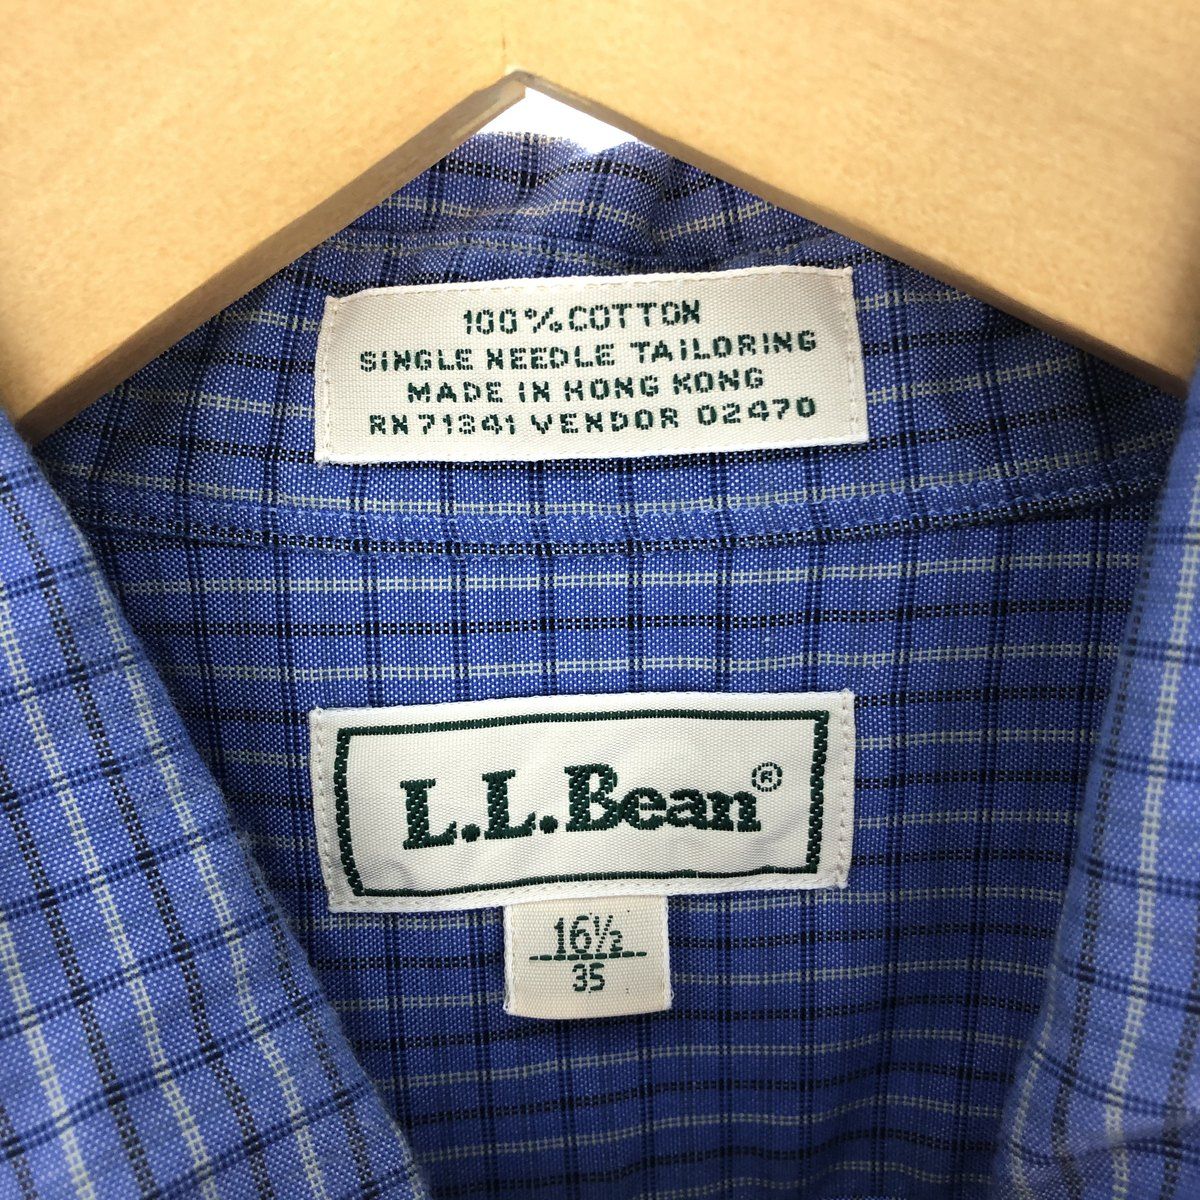 100% COTTON
SINGLE NEEDLE TAILORING
MADE IN HONG KONG
RN 71341 VENDOR 02470
L.L.Bean®
16½
35